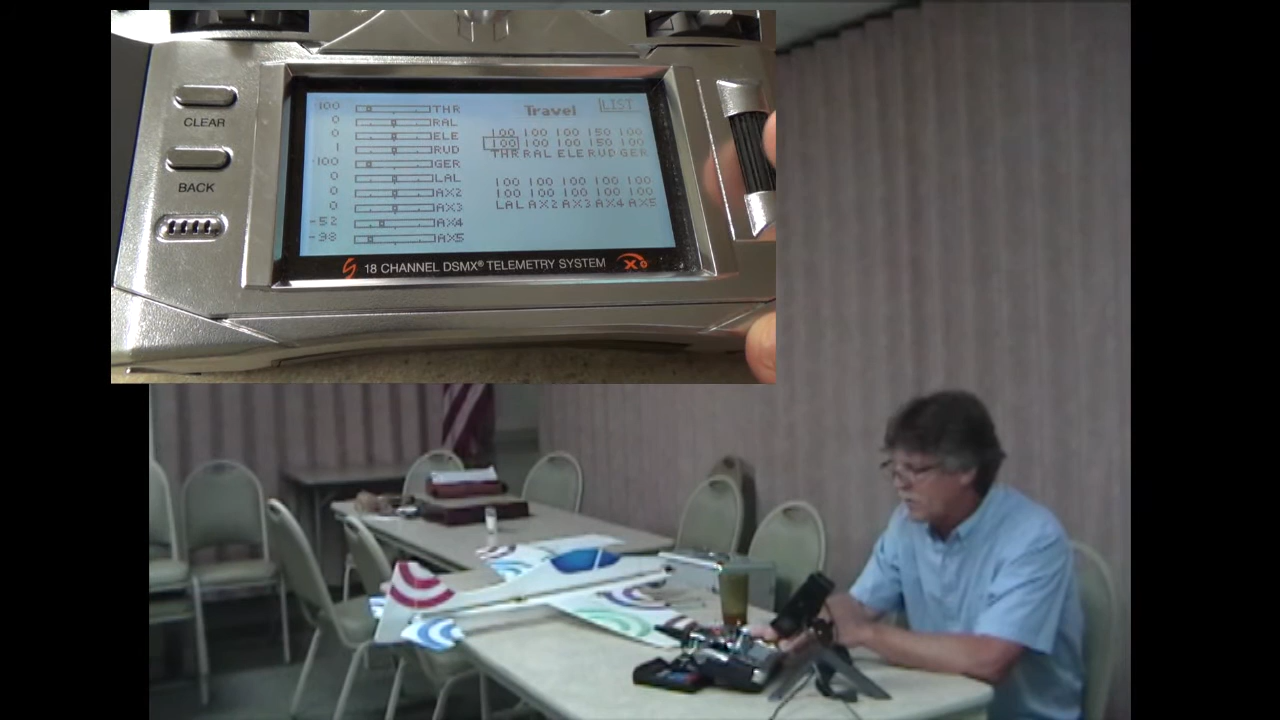 CLEAR
BACK
100 THR
0 RAL
0 ELE
1 RUD
-100 GER
0 LAL
0 AX2
0 AX3
-52 AX4
-98 AX5
Travel LIST
100 100 100 150 100
100 100 100 150 100
THR RAL ELE RUD GER
100 100 100 100 100
100 100 100 100 100
LAL AX2 AX3 AX4 AX5
18 CHANNEL DSMX® TELEMETRY SYSTEM